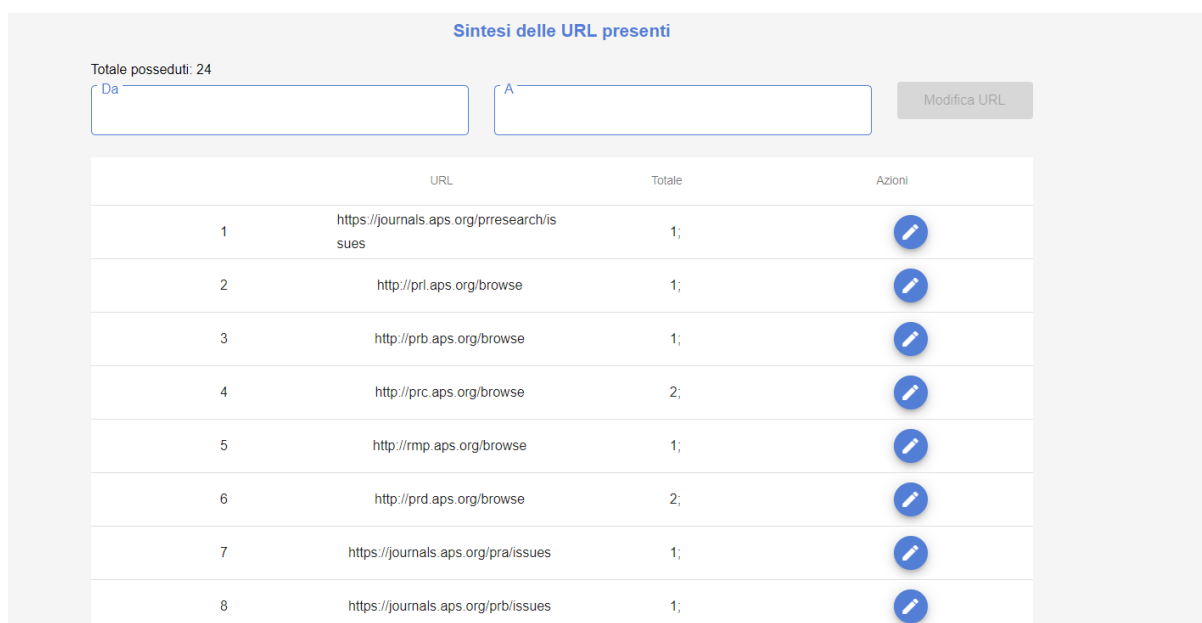 Sintesi delle URL presenti
Totale posseduti: 24
Da
A
Modifica URL
URL Totale Azioni
1 https://journals.aps.org/prresearch/is
sues 1;
2 http://prl.aps.org/browse 1;
3 http://prb.aps.org/browse 1;
4 http://prc.aps.org/browse 2;
5 http://rmp.aps.org/browse 1;
6 http://prd.aps.org/browse 2;
7 https://journals.aps.org/pra/issues 1;
8 https://journals.aps.org/prb/issues 1;